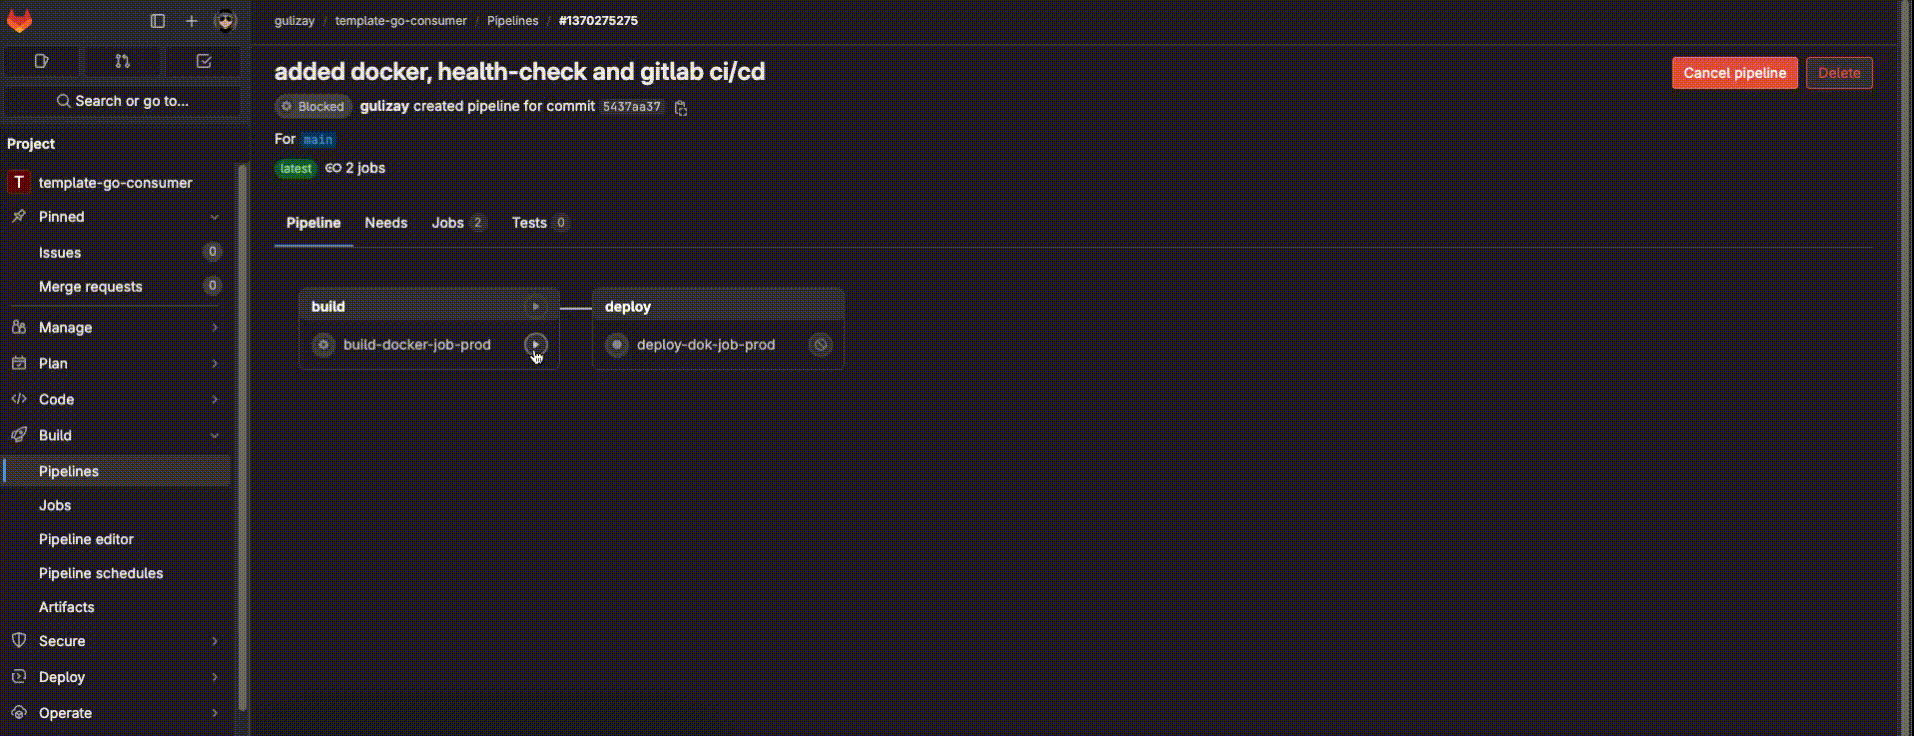 gulizay / template-go-consumer / Pipelines / #1370275275
Search or go to...
Project
T template-go-consumer
Pinned
Issues 0
Merge requests 0
Manage
Plan
Code
Build
Pipelines
Jobs
Pipeline editor
Pipeline schedules
Artifacts
Secure
Deploy
Operate
added docker, health-check and gitlab ci/cd
Cancel pipeline
Delete
Blocked gulizay created pipeline for commit 5437aa37
For main
latest 2 jobs
Pipeline Needs Jobs 2 Tests 0
build
build-docker-job-prod
deploy
deploy-dok-job-prod